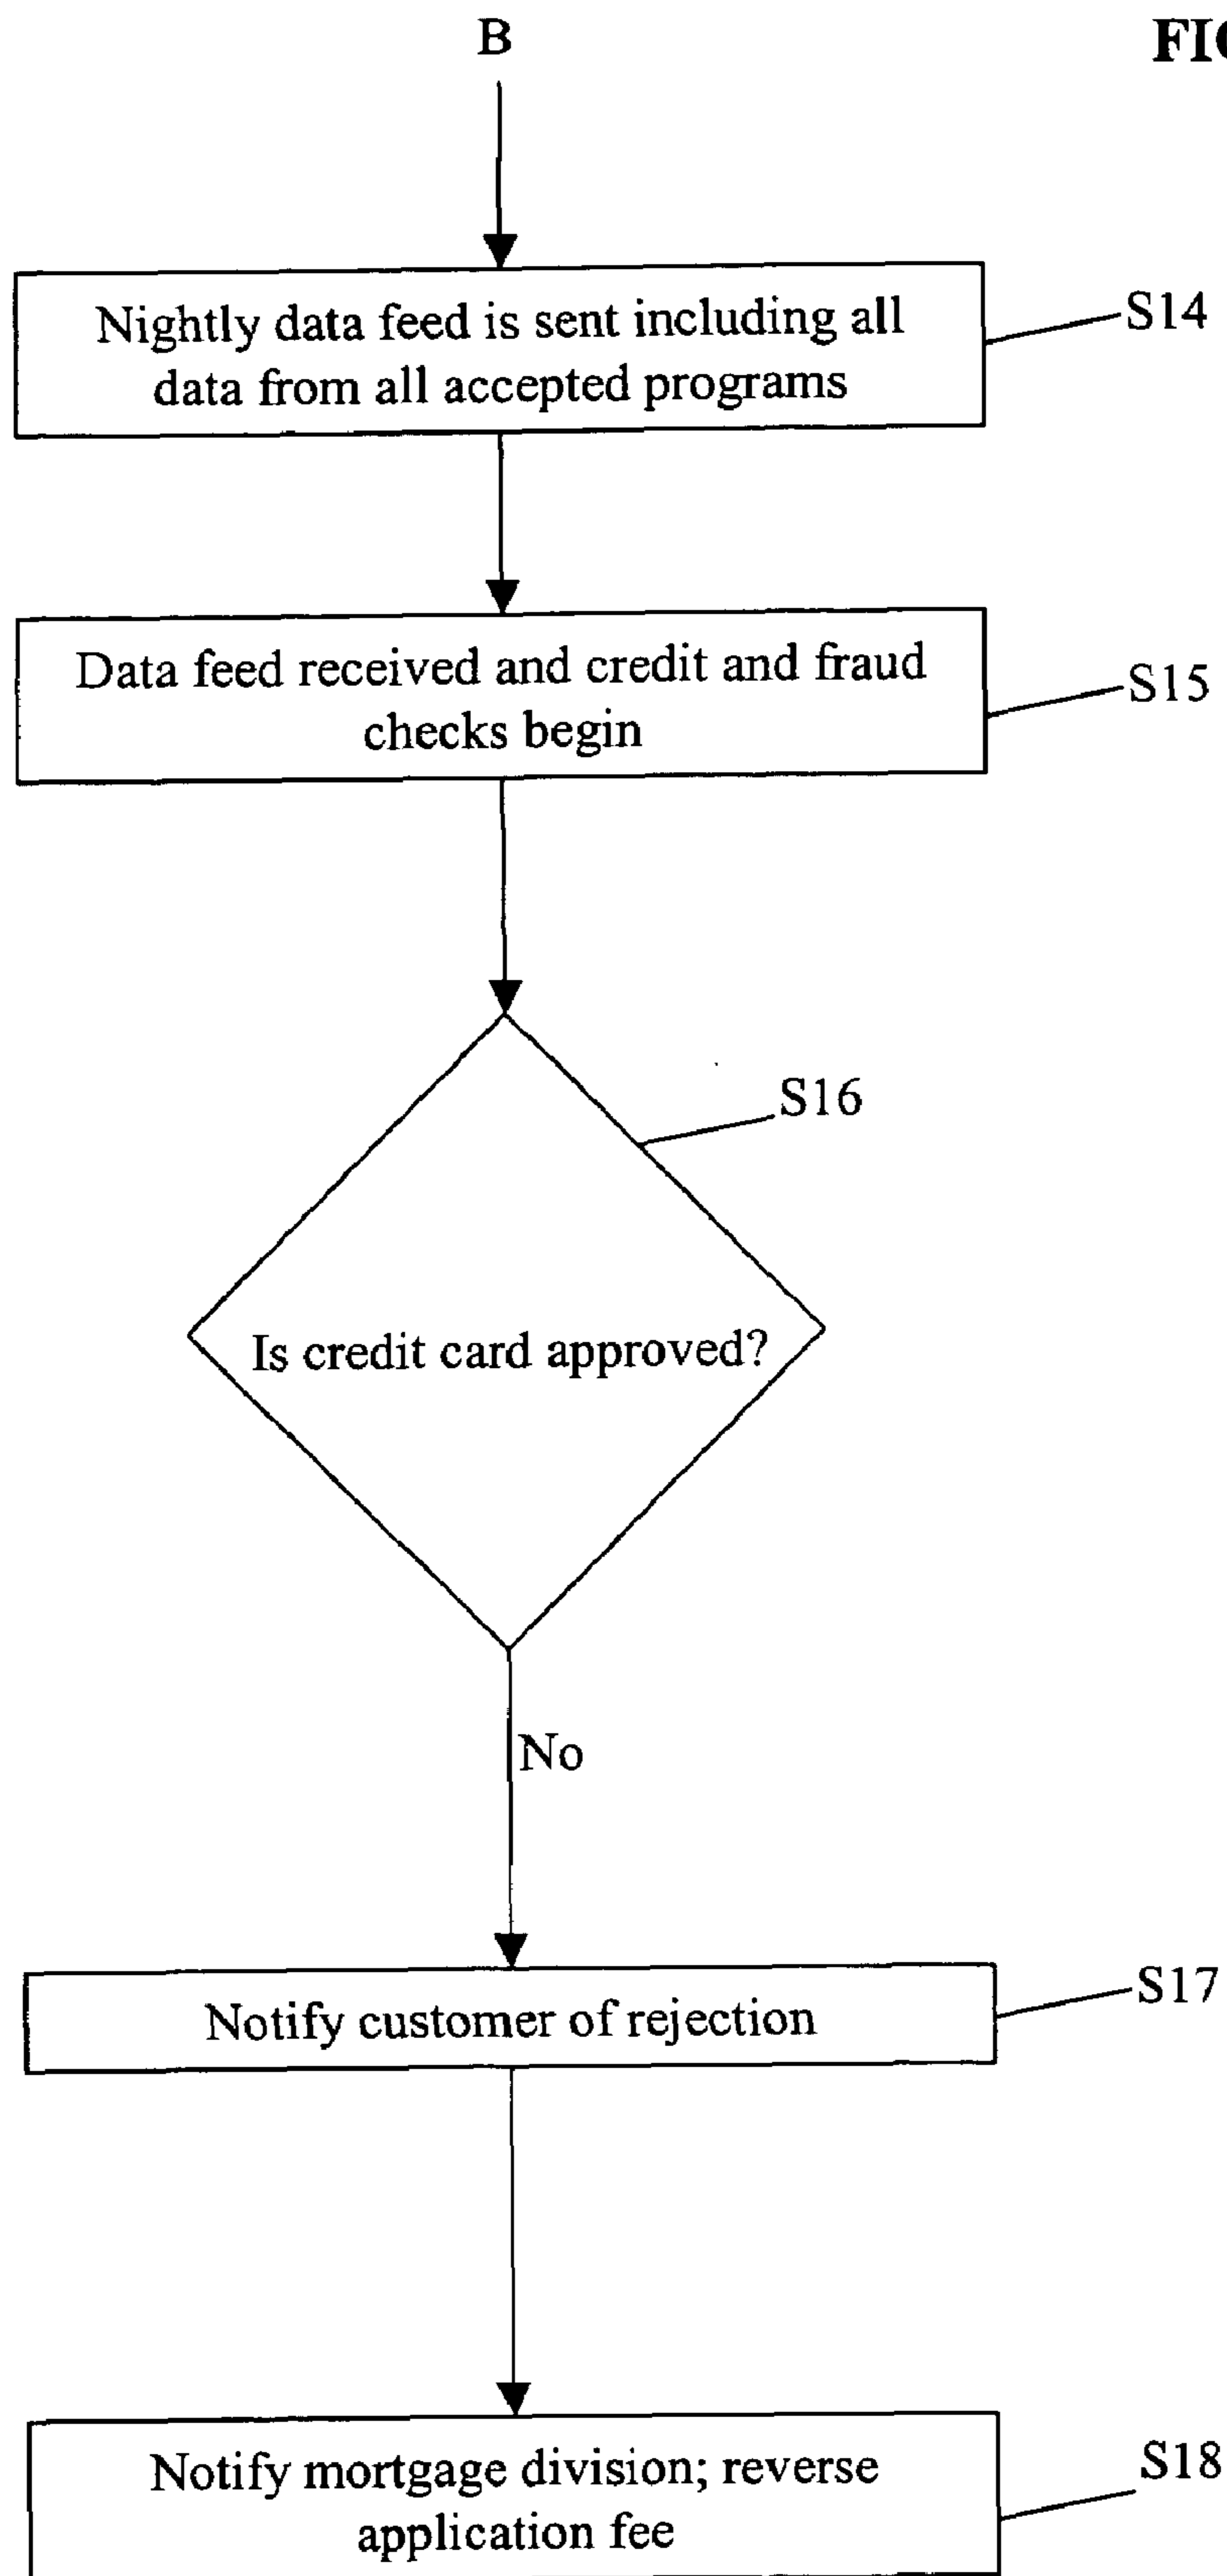 B
FIG
Nightly data feed is sent including all
data from all accepted programs
S14
Data feed received and credit and fraud
checks begin
S15
S16
Is credit card approved?
No
Notify customer of rejection
S17
Notify mortgage division; reverse
application fee
S18